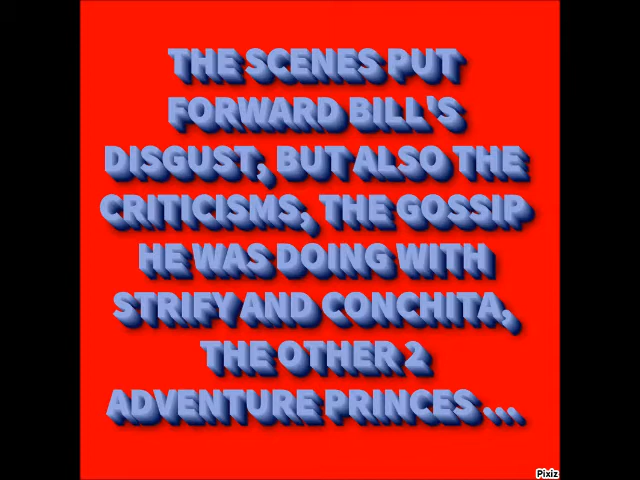 THE SCENES PUT
FORWARD BILL'S
DISGUST, BUT ALSO THE
CRITICISMS, THE GOSSIP
HE WAS DOING WITH
STRIFY AND CONCHITA,
THE OTHER 2
ADVENTURE PRINCES ...
Pixiz